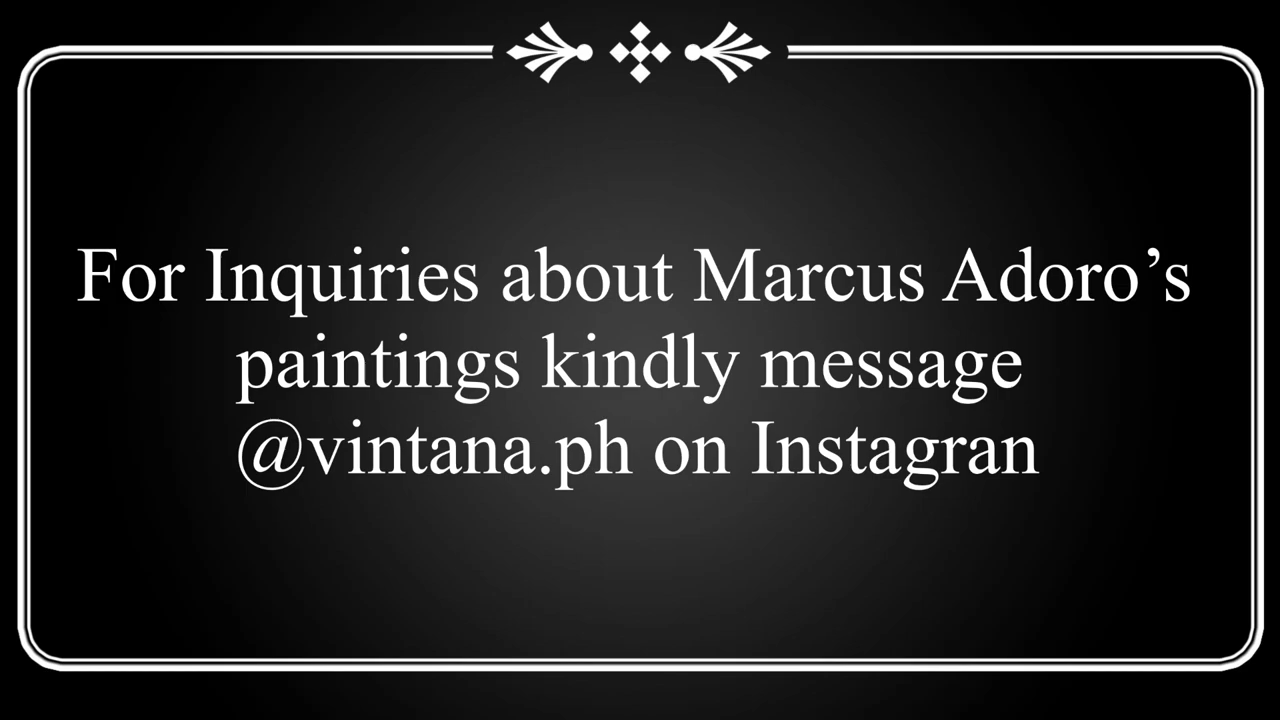 For Inquiries about Marcus Adoro’s
paintings kindly message
@vintana.ph on Instagran